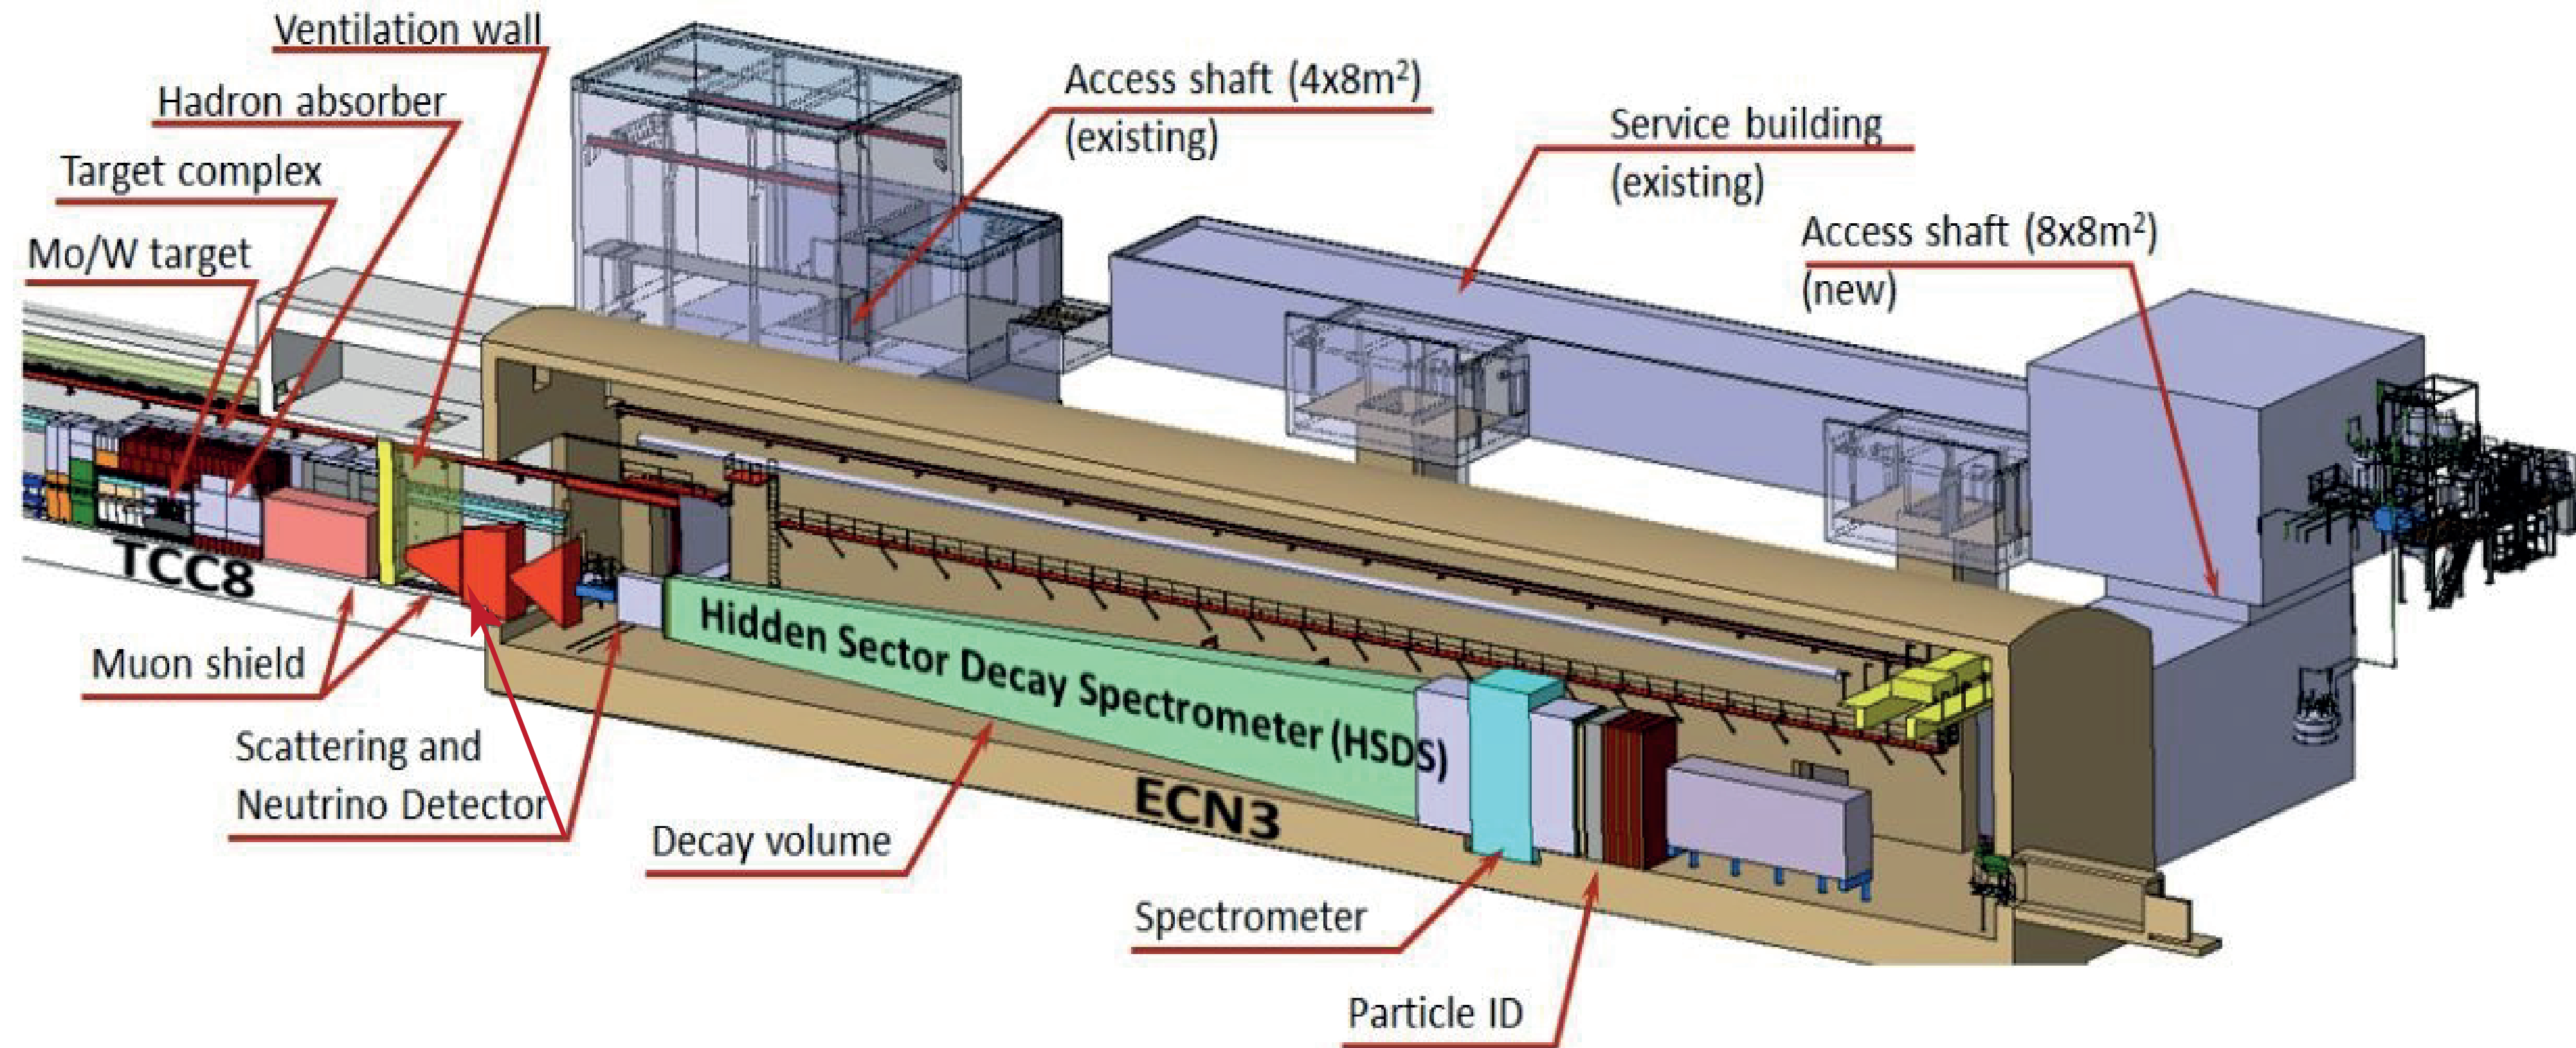 Ventilation wall
Hadron absorber
Target complex
Mo/W target
Access shaft (4x8m²)
(existing)
Service building
(existing)
Access shaft (8x8m²)
(new)
TCC8
Muon shield
Scattering and
Neutrino Detector
Hidden Sector Decay Spectrometer (HSDS)
Decay volume
ECN3
Spectrometer
Particle ID